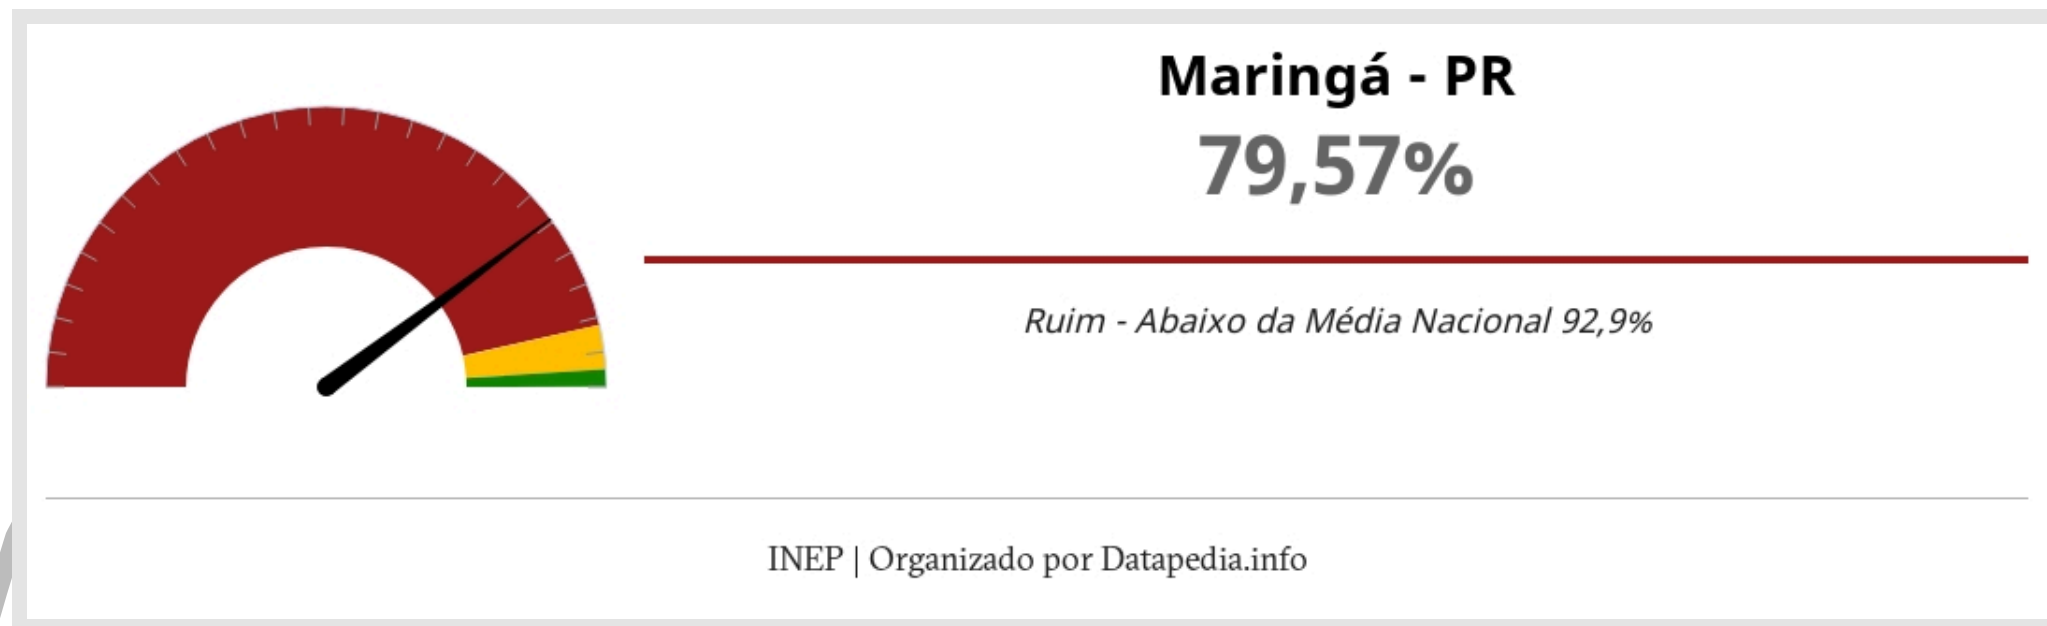 Maringá - PR
79,57%
Ruim - Abaixo da Média Nacional 92,9%
INEP | Organizado por Datapedia.info